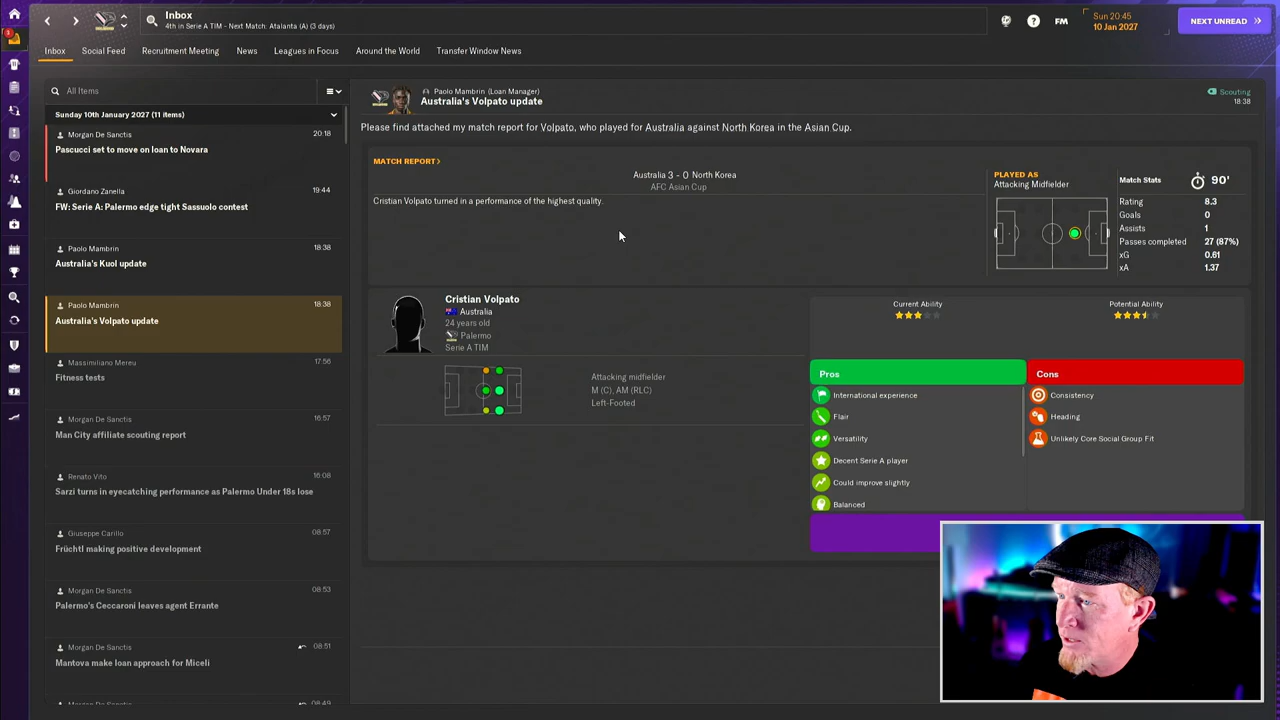 Inbox
4th in Serie A TIM - Next Match: Atalanta (A) (3 days)
FM
Sun 20:45
10 Jan 2027
NEXT UNREAD
Inbox
Social Feed
Recruitment Meeting
News
Leagues in Focus
Around the World
Transfer Window News
All Items
Sunday 10th January 2027 (11 items)
Morgan De Sanctis 20:18
Pascucci set to move on loan to Novara
Giordano Zanella 19:44
FW: Serie A: Palermo edge tight Sassuolo contest
Paolo Mambrin 18:38
Australia's Kuol update
Paolo Mambrin 18:38
Australia's Volpato update
Massimiliano Mereu 17:56
Fitness tests
Morgan De Sanctis 16:57
Man City affiliate scouting report
Renato Vito 16:08
Sarzi turns in eyecatching performance as Palermo Under 18s lose
Giuseppe Carillo 08:57
Früchtl making positive development
Morgan De Sanctis 08:53
Palermo's Ceccaroni leaves agent Errante
Morgan De Sanctis 08:51
Mantova make loan approach for Miceli
Morgan De Sanctis 08:49
Paolo Mambrin (Loan Manager)
Australia's Volpato update
Scouting
18:38
Please find attached my match report for Volpato, who played for Australia against North Korea in the Asian Cup.
MATCH REPORT>
Australia 3 - 0 North Korea
AFC Asian Cup
Cristian Volpato turned in a performance of the highest quality.
PLAYED AS
Attacking Midfielder
Match Stats 90'
Rating 8.3
Goals 0
Assists 1
Passes completed 27 (87%)
xG 0.61
xA 1.37
Cristian Volpato
Australia
24 years old
Palermo
Serie A TIM
Attacking midfielder
M (C), AM (RLC)
Left-Footed
Current Ability
Potential Ability
Pros
International experience
Flair
Versatility
Decent Serie A player
Could improve slightly
Balanced
Cons
Consistency
Heading
Unlikely Core Social Group Fit